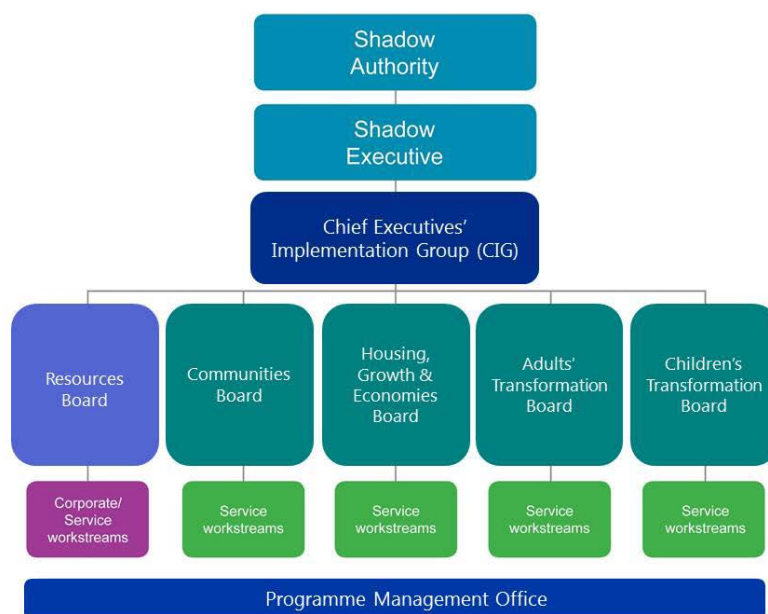 Shadow
Authority
Shadow
Executive
Chief Executives’
Implementation Group (CIG)
Resources
Board
Communities
Board
Housing,
Growth &
Economies
Board
Adults’
Transformation
Board
Children's
Transformation
Board
Corporate/
Service
workstreams
Service
workstreams
Service
workstreams
Service
workstreams
Service
workstreams
Programme Management Office